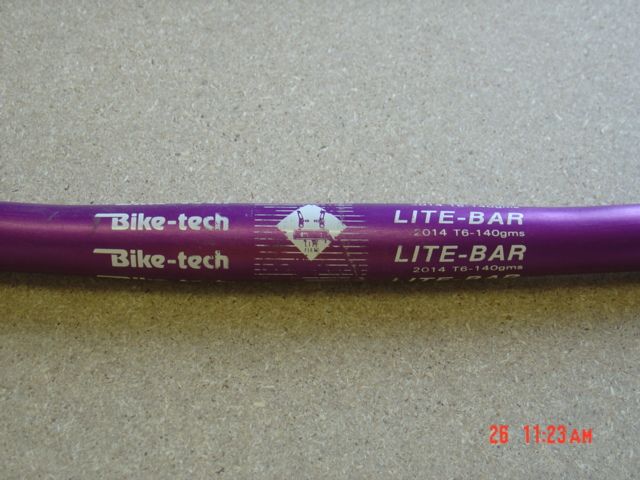 Bike-tech
LITE-BAR
2014 T6-140gms
Bike-tech
LITE-BAR
2014 T6-140gms
26 11:23AM